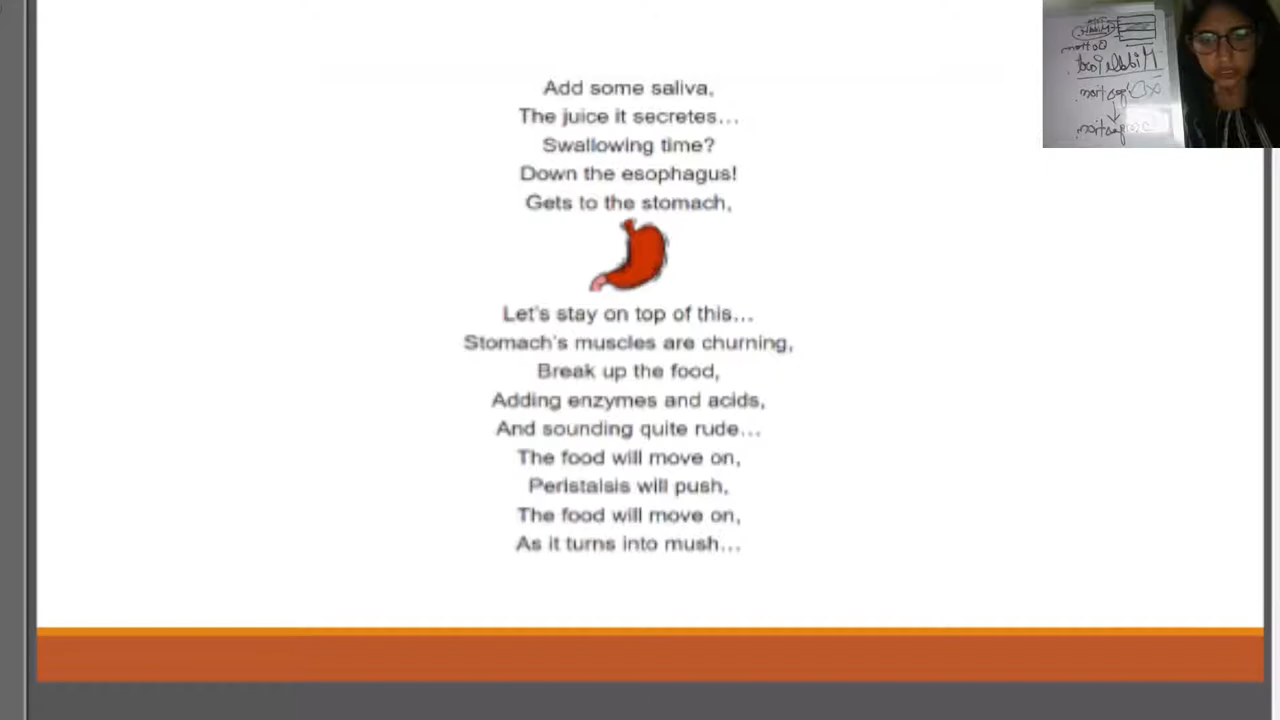 Add some saliva,
The juice it secretes...
Swallowing time?
Down the esophagus!
Gets to the stomach,
Let's stay on top of this...
Stomach's muscles are churning,
Break up the food,
Adding enzymes and acids,
And sounding quite rude...
The food will move on,
Peristalsis will push,
The food will move on,
As it turns into mush...
Bottom